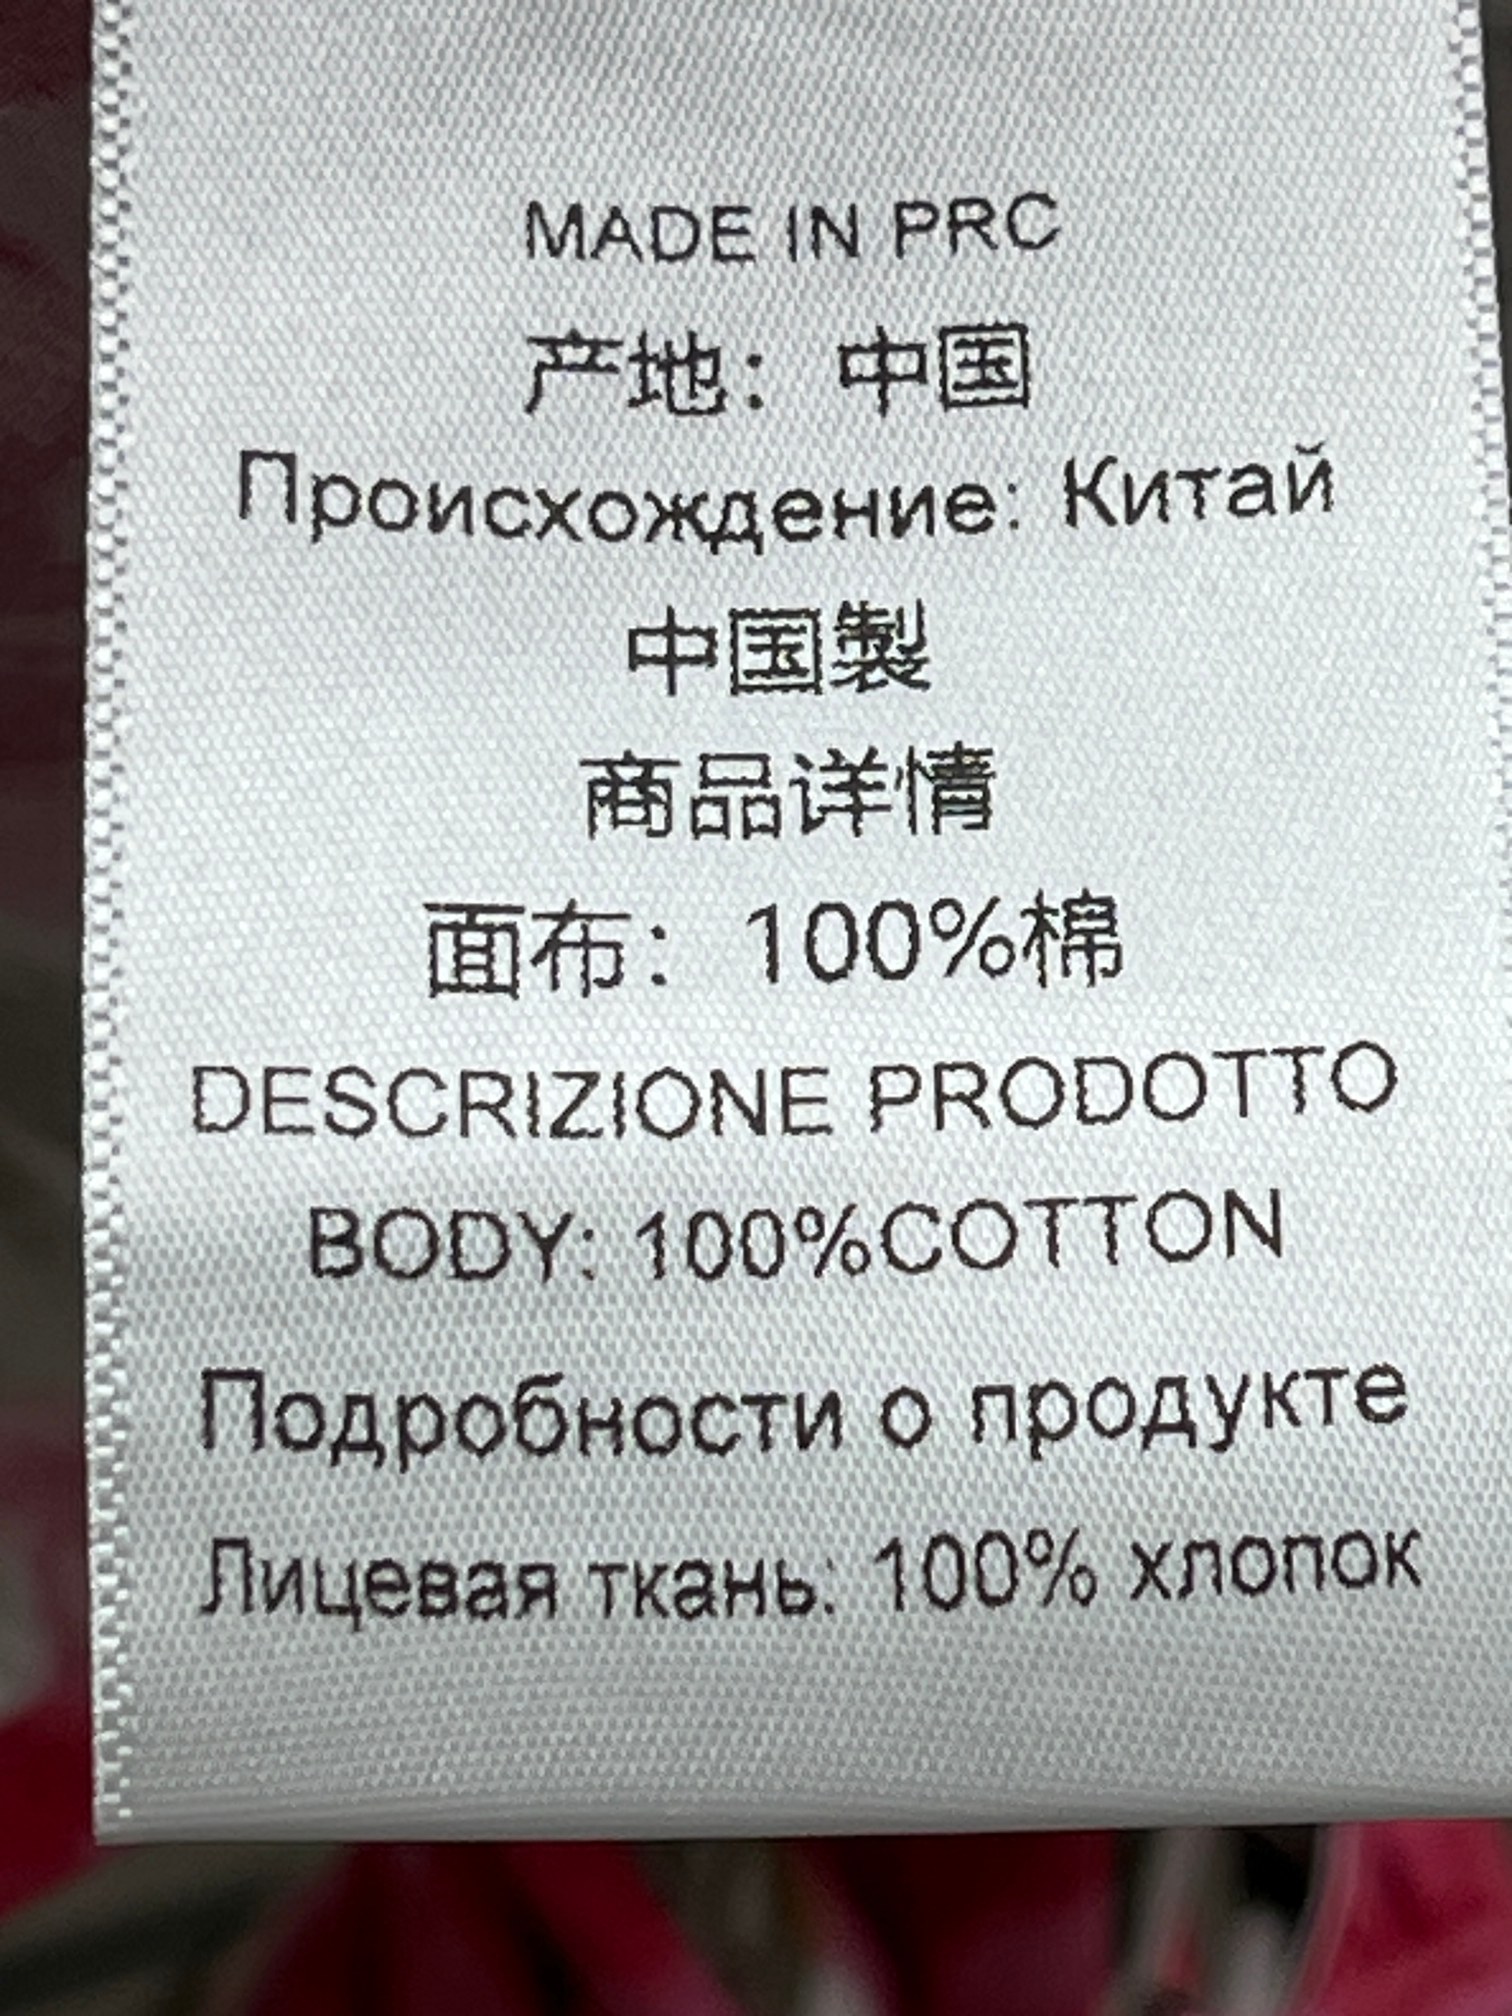 MADE IN PRC
产地：中国
Происхождение: Китай
中国製
商品详情
面布：100%棉
DESCRIZIONE PRODOTTO
BODY: 100%COTTON
Подробности о продукте
Лицевая ткань: 100% хлопок